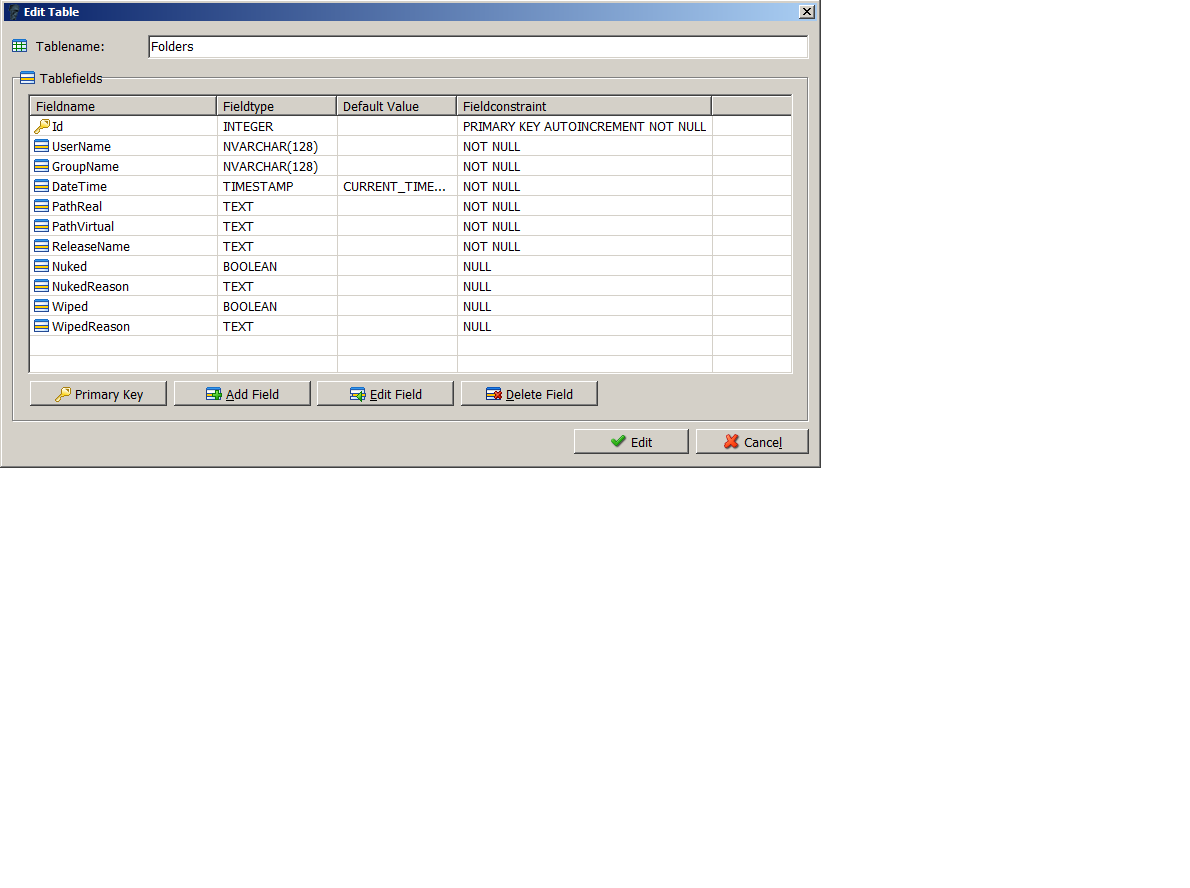 Edit Table
Tablename: Folders
Tablefields
Fieldname Fieldtype Default Value Fieldconstraint
Id INTEGER PRIMARY KEY AUTOINCREMENT NOT NULL
UserName NVARCHAR(128) NOT NULL
GroupName NVARCHAR(128) NOT NULL
DateTime TIMESTAMP CURRENT_TIME... NOT NULL
PathReal TEXT NOT NULL
PathVirtual TEXT NOT NULL
ReleaseName TEXT NOT NULL
Nuked BOOLEAN NULL
NukedReason TEXT NULL
Wiped BOOLEAN NULL
WipedReason TEXT NULL
Primary Key Add Field Edit Field Delete Field
Edit Cancel